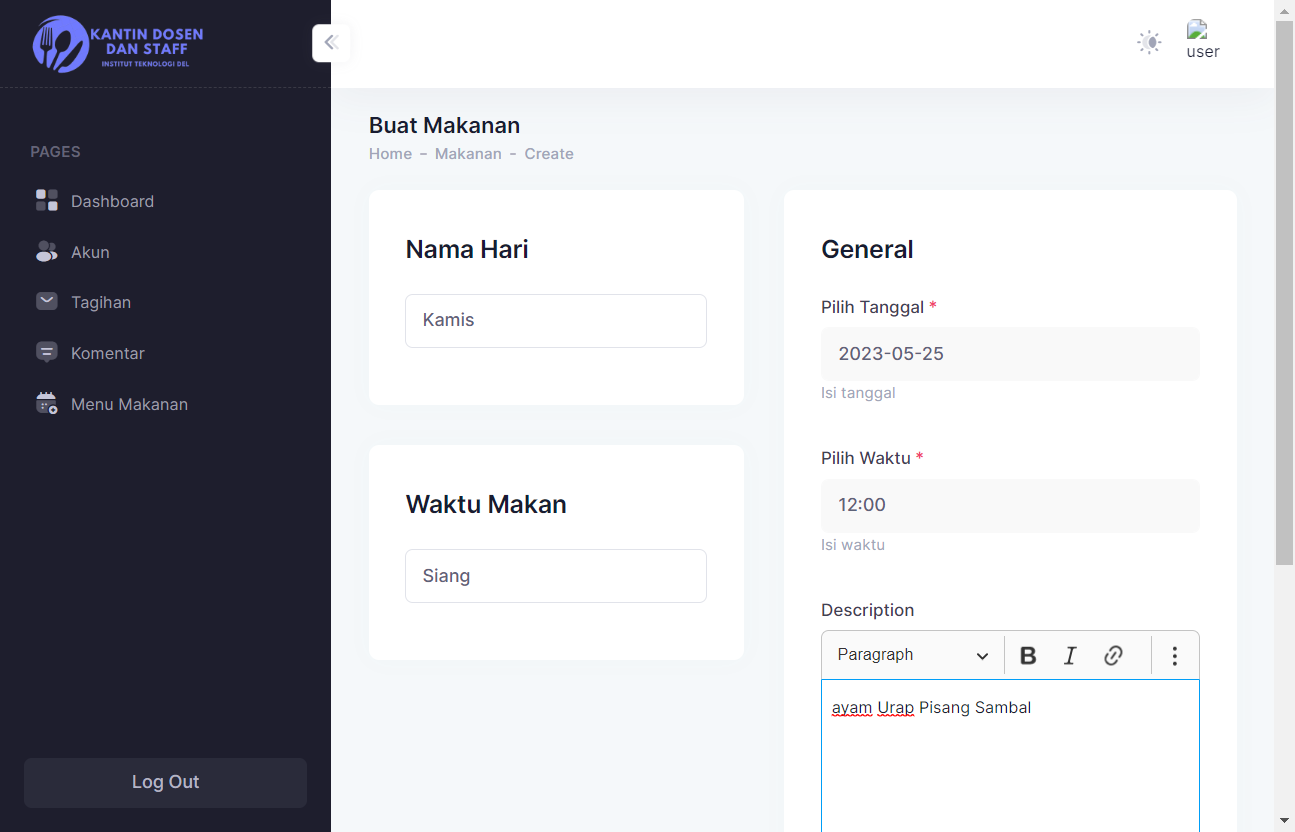 KANTIN DOSEN
DAN STAFF
INSTITUT TEKNOLOGI DEL
user
PAGES
Dashboard
Akun
Tagihan
Komentar
Menu Makanan
Log Out
Buat Makanan
Home - Makanan - Create
Nama Hari
Kamis
Waktu Makan
Siang
General
Pilih Tanggal *
2023-05-25
Isi tanggal
Pilih Waktu *
12:00
Isi waktu
Description
Paragraph B I
ayam Urap Pisang Sambal